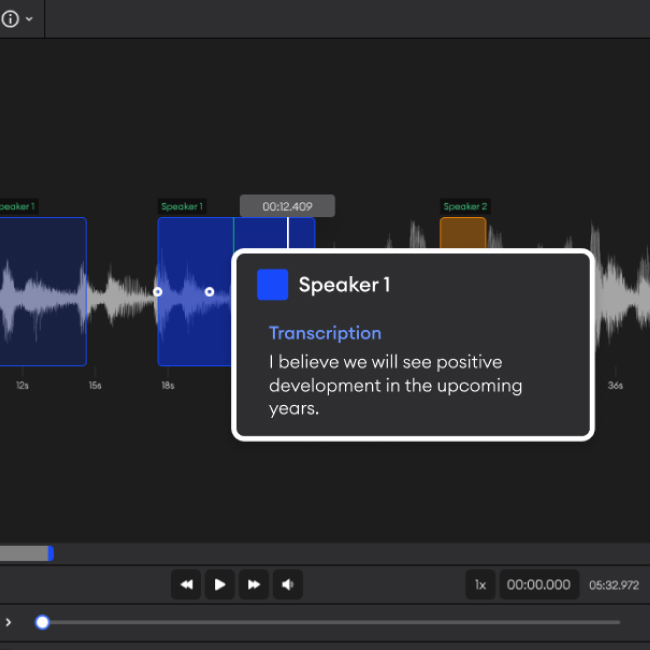 Speaker 1
Speaker 1
00:12.409
Speaker 2
Speaker 1
Transcription
I believe we will see positive
development in the upcoming
years.
12s
15s
18s
36s
1x
00:00.000
05:32.972